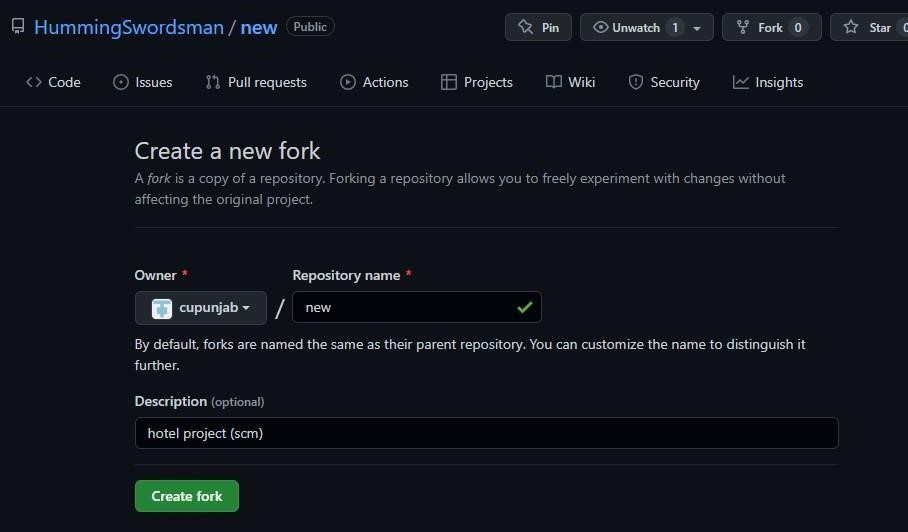 HummingSwordsman / new Public Pin Unwatch 1 Fork 0 Star 0
Code Issues Pull requests Actions Projects Wiki Security Insights
Create a new fork
A fork is a copy of a repository. Forking a repository allows you to freely experiment with changes without
affecting the original project.
Owner * Repository name *
cupunjab / new
By default, forks are named the same as their parent repository. You can customize the name to distinguish it
further.
Description (optional)
hotel project (scm)
Create fork